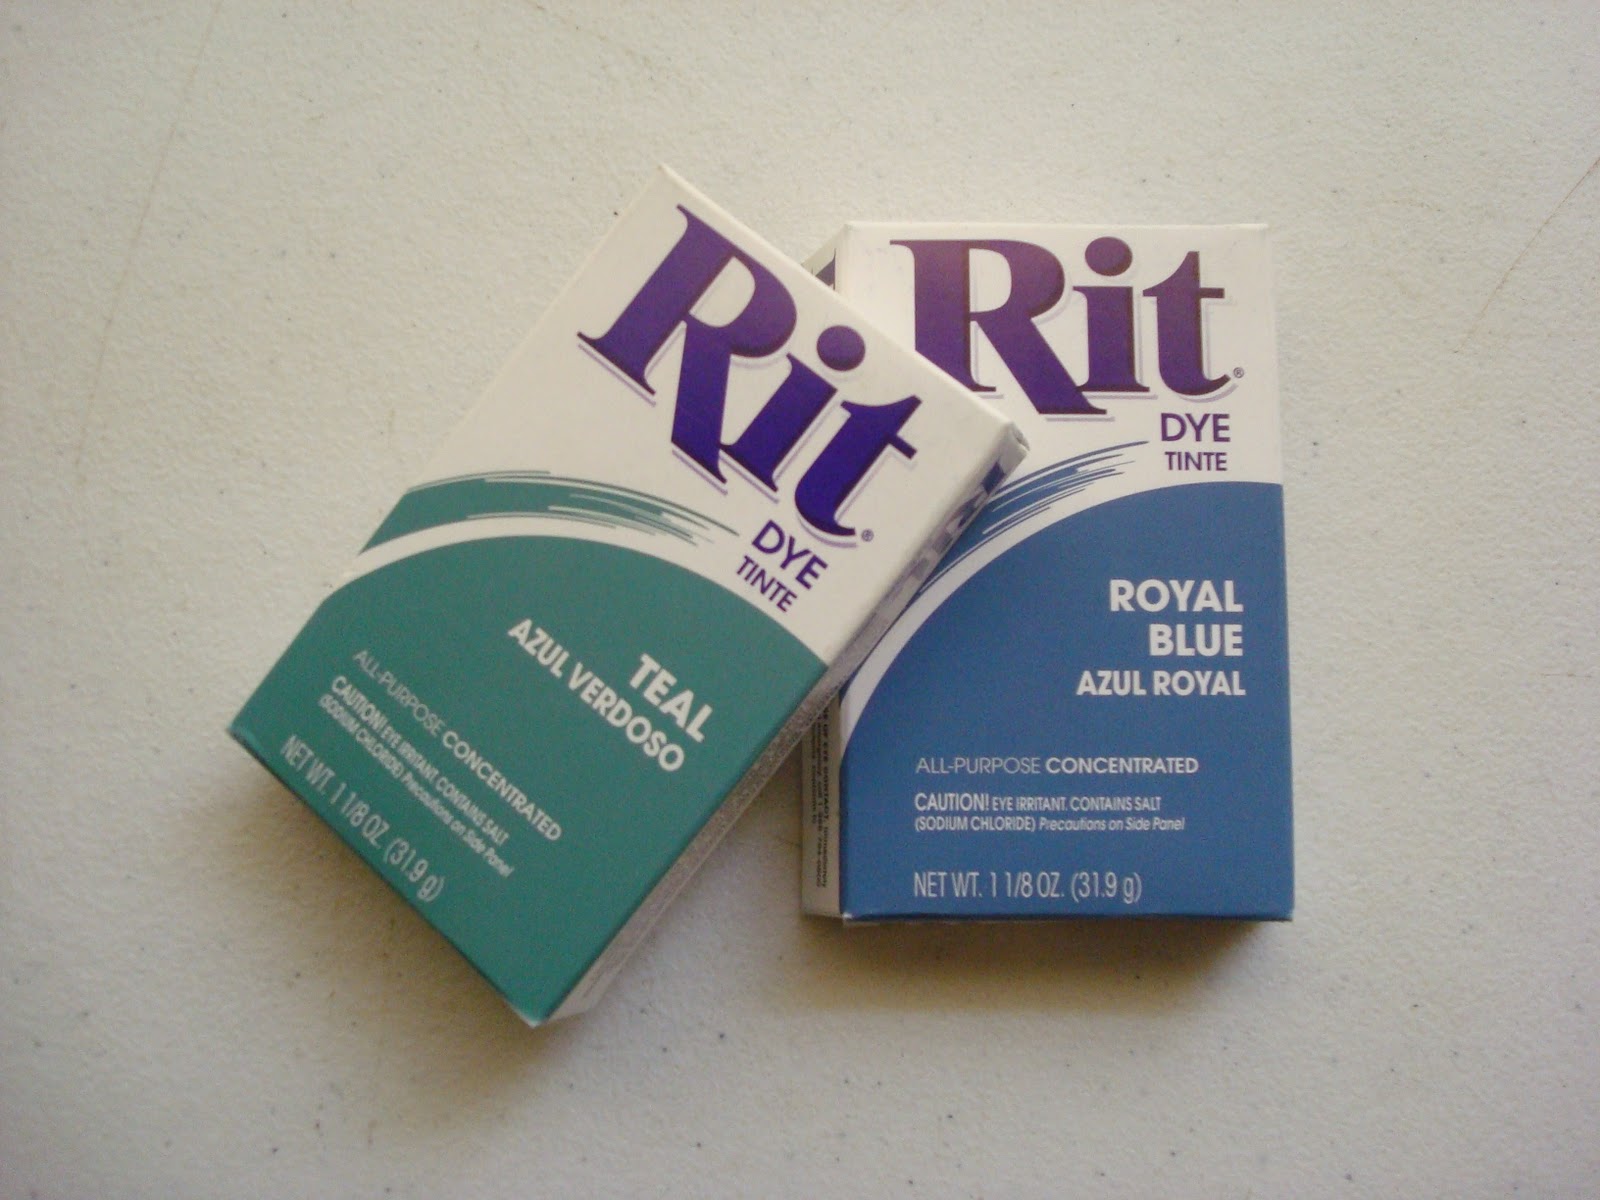 Rit®
DYE
TINTE
TEAL
AZUL VERDOSO
ALL-PURPOSE CONCENTRATED
CAUTION! EYE IRRITANT. CONTAINS SALT
(SODIUM CHLORIDE) Precautions on Side Panel
NET WT. 1 1/8 OZ. (31.9 g)
Rit®
DYE
TINTE
ROYAL
BLUE
AZUL ROYAL
ALL-PURPOSE CONCENTRATED
CAUTION! EYE IRRITANT. CONTAINS SALT
(SODIUM CHLORIDE) Precautions on Side Panel
NET WT. 1 1/8 OZ. (31.9 g)